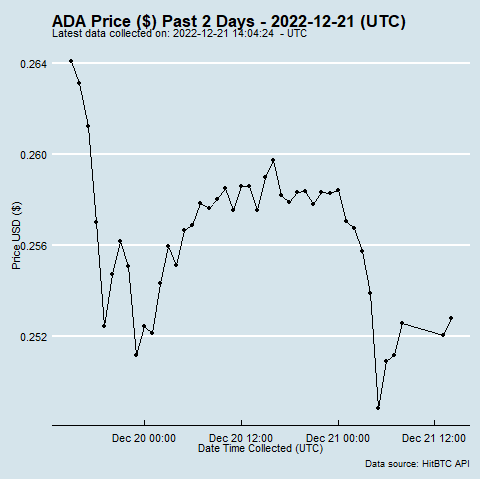 ADA Price ($) Past 2 Days - 2022-12-21 (UTC)
Latest data collected on: 2022-12-21 14:04:24 - UTC
0.264
0.260
0.256
0.252
Price USD ($)
Dec 20 00:00 Dec 20 12:00 Dec 21 00:00 Dec 21 12:00
Date Time Collected (UTC)
Data source: HitBTC API